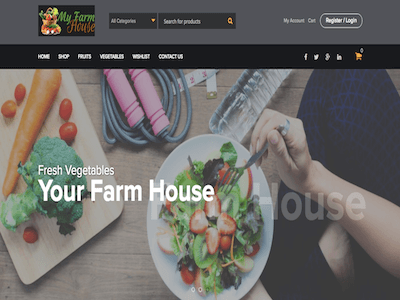 My Farm
House
All Categories
Search for products
My Account Cart Register / Login
0
HOME SHOP FRUITS VEGETABLES WISHLIST CONTACT US
Fresh Vegetables
Your Farm House
Farm House